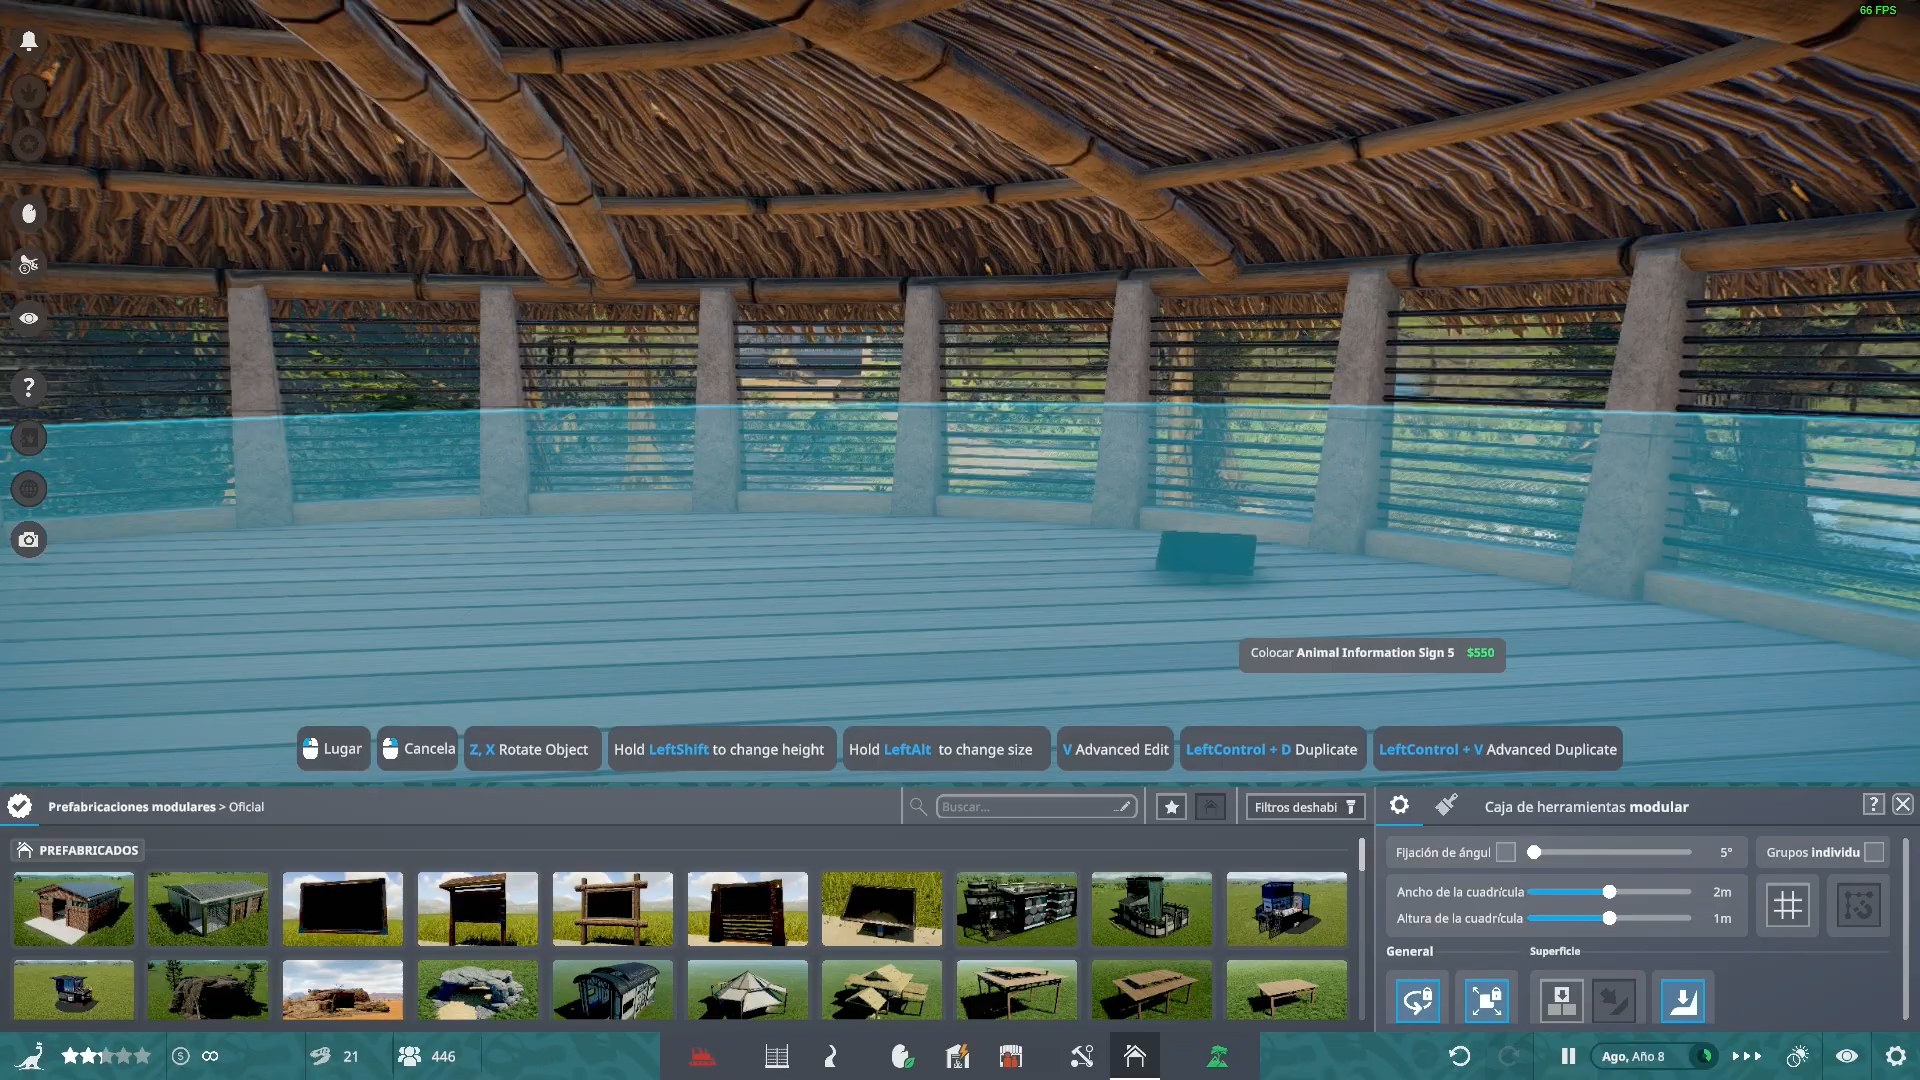 66 FPS
?
Colocar Animal Information Sign 5 $550
Lugar
Cancela
Z, X Rotate Object
Hold LeftShift to change height
Hold LeftAlt to change size
V Advanced Edit
LeftControl + D Duplicate
LeftControl + V Advanced Duplicate
Prefabricaciones modulares > Oficial
Buscar...
Filtros deshabi
Caja de herramientas modular
?
PREFABRICADOS
Fijación de ángul
5°
Grupos individu
Ancho de la cuadrícula
2m
Altura de la cuadrícula
1m
General
Superficie
$ ∞
21
446
Ago, Año 8